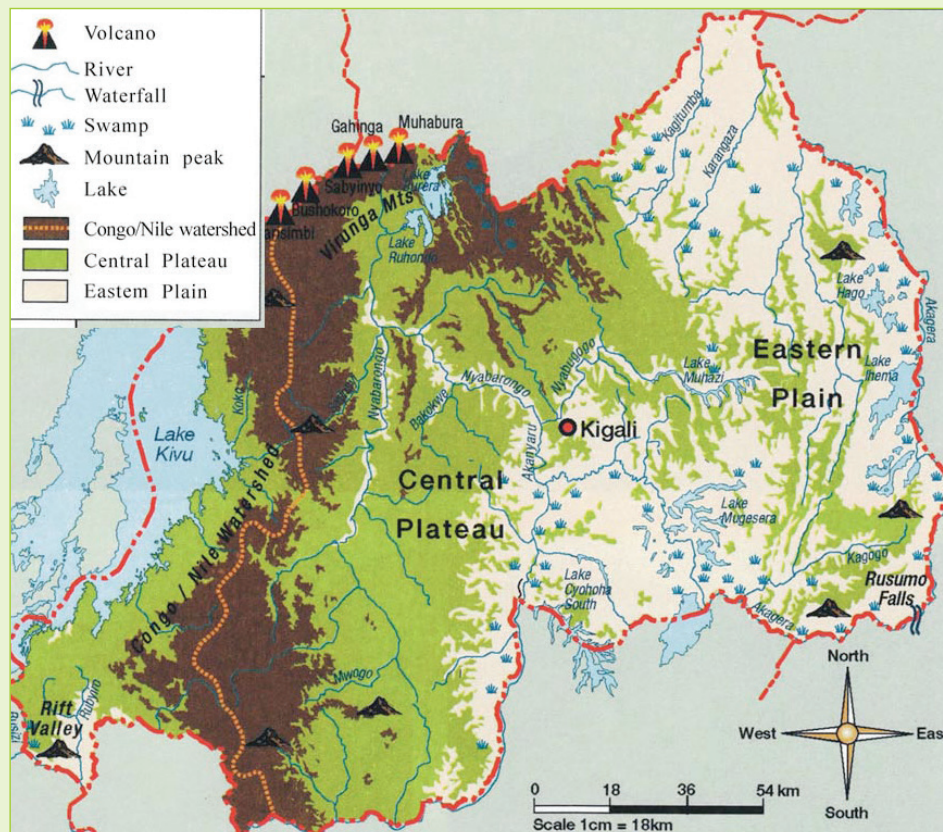 Volcano
River
Waterfall
Swamp
Mountain peak
Lake
Congo/Nile watershed
Central Plateau
Eastem Plain
Gahinga
Muhabura
Sabyinyo
Bushokoro
Virunga Mts
Lake
Lake
Ruhondo
Kagitumba
Karangaza
Lake
Hago
Akagera
Lake
Ihema
Eastern
Plain
Lake
Muhazi
Nyabugogo
Nyabarongo
Nyabarongo
Kigali
Akanyaru
Central
Plateau
Lake
Kivu
Congo / Nile Watershed
Lake
Mugesera
Lake
Cyohoha
South
Kagogo
Akagera
Rusumo
Falls
Mwogo
Rift
Valley
Rubyiro
North
West
East
South
0 18 36 54 km
Scale 1cm = 18km